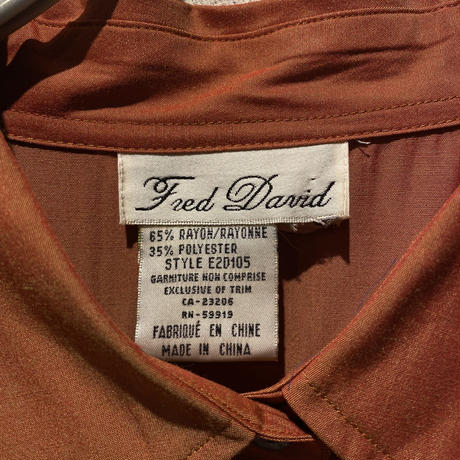 Fred David
65% RAYON/RAYONNE
35% POLYESTER
STYLE E2D105
GARNITURE NON COMPRISE
EXCLUSIVE OF TRIM
CA-23206
RN-59919
FABRIQUÉ EN CHINE
MADE IN CHINA